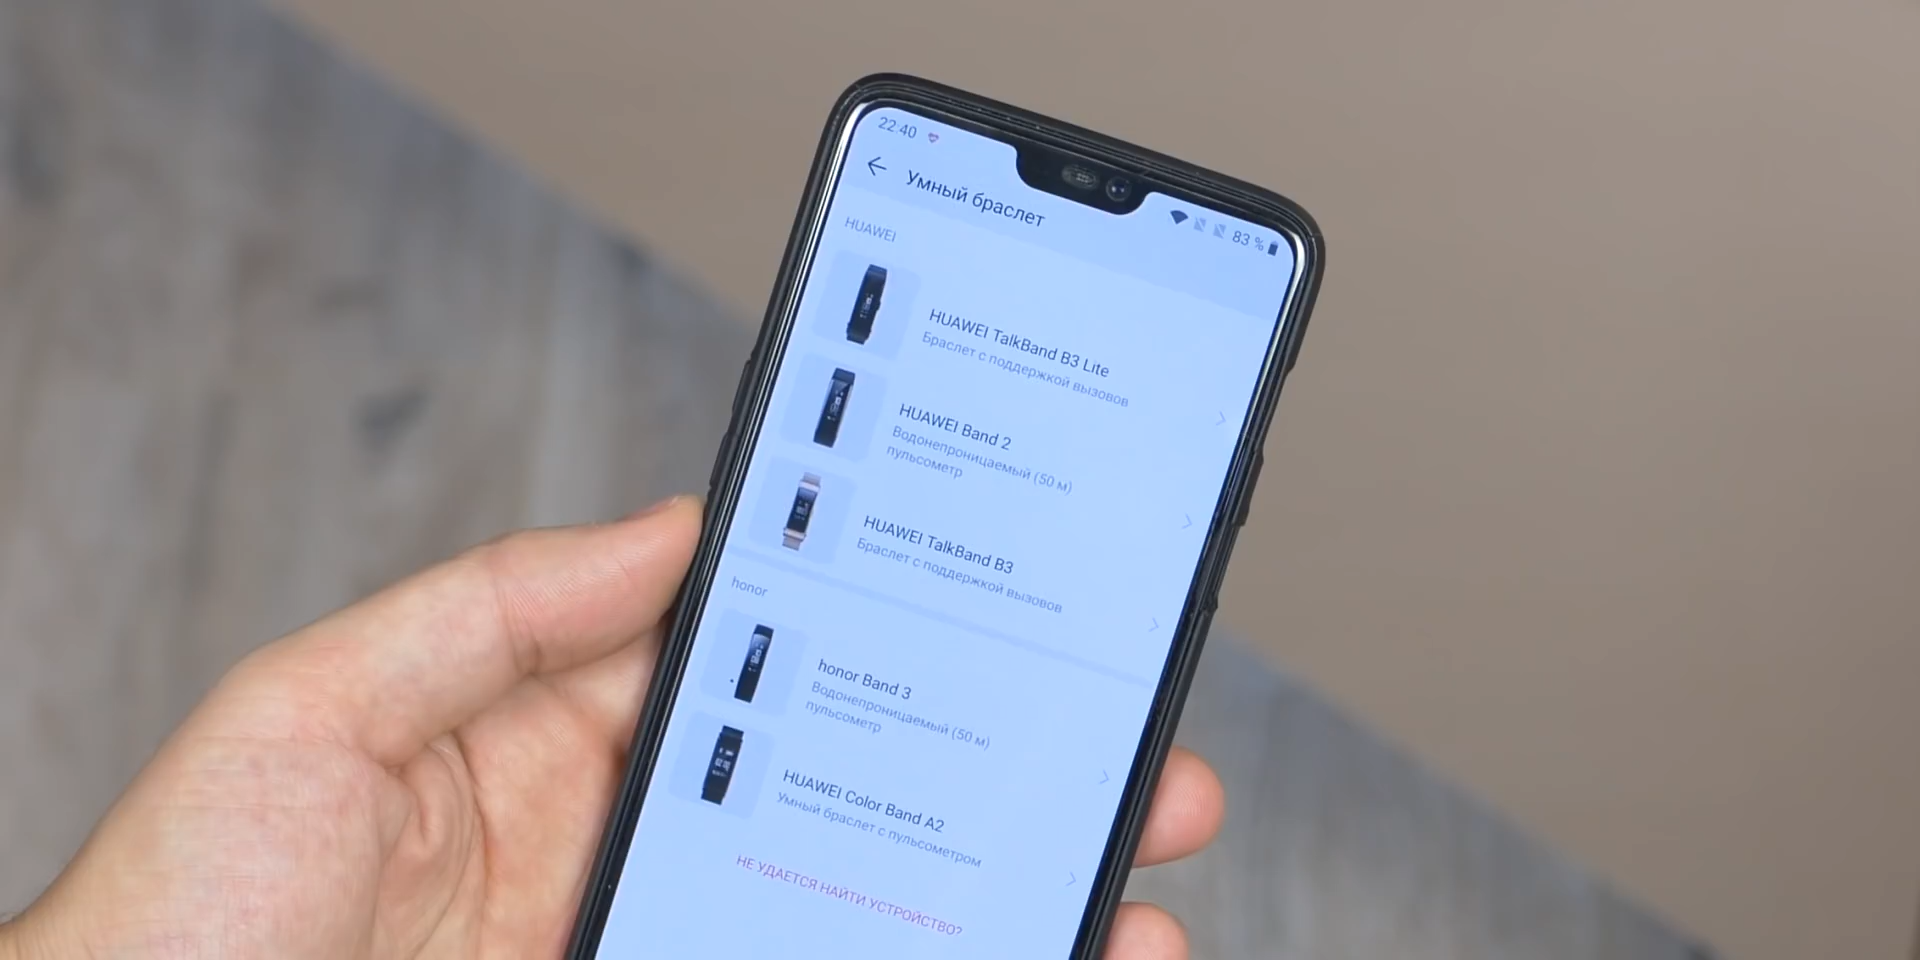 22:40
83 %
Умный браслет
HUAWEI
HUAWEI TalkBand B3 Lite
Браслет с поддержкой вызовов
HUAWEI Band 2
Водонепроницаемый (50 м)
пульсометр
HUAWEI TalkBand B3
Браслет с поддержкой вызовов
honor
honor Band 3
Водонепроницаемый (50 м)
пульсометр
HUAWEI Color Band A2
Умный браслет с пульсометром
НЕ УДАЕТСЯ НАЙТИ УСТРОЙСТВО?